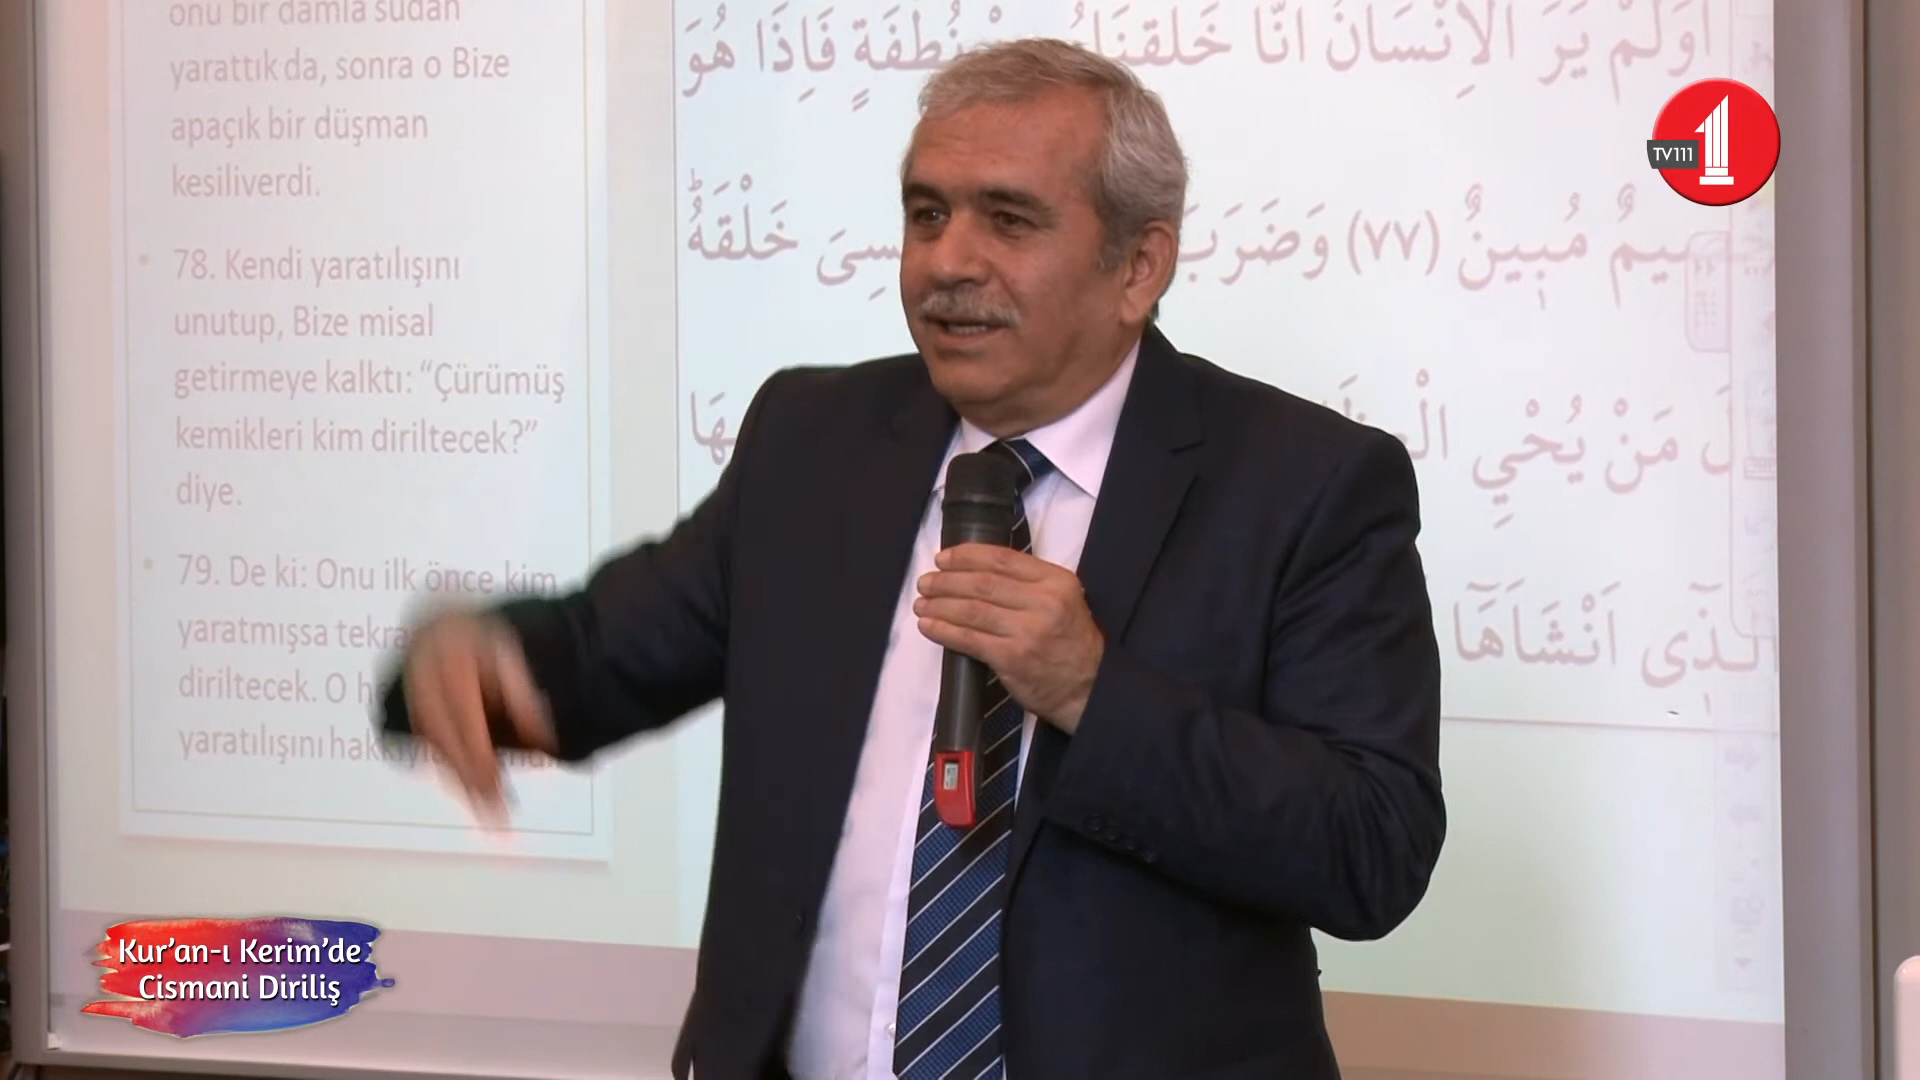 onu bir damla sudan
yarattık da, sonra o Bize
apaçık bir düşman
kesiliverdi.
• 78. Kendi yaratılışını
unutup, Bize misal
getirmeye kalktı: “Çürümüş
kemikleri kim diriltecek?”
diye.
• 79. De ki: Onu ilk önce kim
yaratmışsa
diriltecek. O
yaratılışını
اَوَلَمْ يَرَ الْاِنْسَانُ اَنَّا خَلَقْنَاهُ نُطْفَةٍ فَاِذَا هُوَ
مُبٖينٌ (٧٧) وَضَرَبَ خَلْقَهُ
مَنْ يُحْيِي
الَّذٖٓى اَنْشَاَهَٓا
TV111
1
Kur’an-ı Kerim’de
Cismani Diriliş